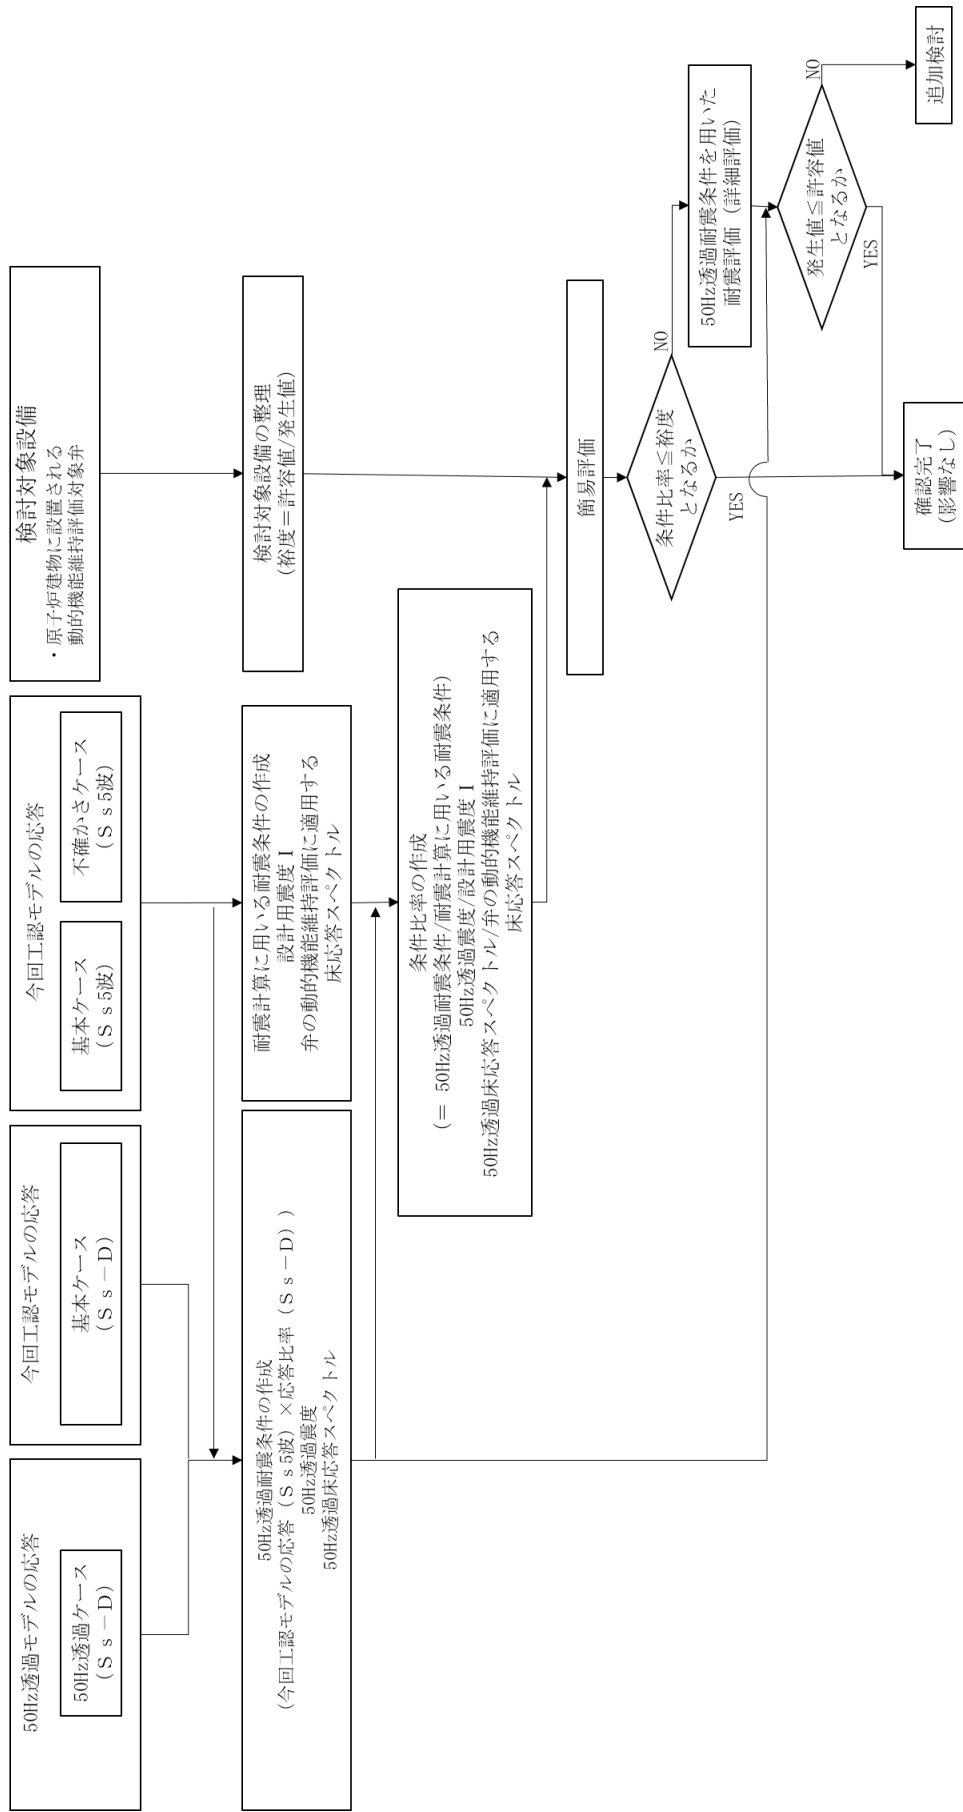 50Hz透過モデルの応答
50Hz透過ケース
(Ｓｓ－Ｄ)
今回工認モデルの応答
基本ケース
(Ｓｓ－Ｄ)
今回工認モデルの応答
基本ケース
(Ｓｓ5波)
不確かさケース
(Ｓｓ5波)
検討対象設備
・原子炉建物に設置される
動的機能維持評価対象弁
50Hz透過耐震条件の作成
(今回工認モデルの応答（Ｓｓ5波）×応答比率（Ｓｓ－Ｄ）)
50Hz透過震度
50Hz透過床応答スペクトル
耐震計算に用いる耐震条件の作成
設計用震度Ⅰ
弁の動的機能維持評価に適用する
床応答スペクトル
検討対象設備の整理
(裕度＝許容値/発生値)
条件比率の作成
(＝ 50Hz透過耐震条件/耐震計算に用いる耐震条件)
50Hz透過震度/設計用震度Ⅰ
50Hz透過床応答スペクトル/弁の動的機能維持評価に適用する
床応答スペクトル
簡易評価
条件比率≦裕度
となるか
NO
YES
50Hz透過耐震条件を用いた
耐震評価（詳細評価）
発生値≦許容値
となるか
NO
YES
確認完了
(影響なし)
追加検討